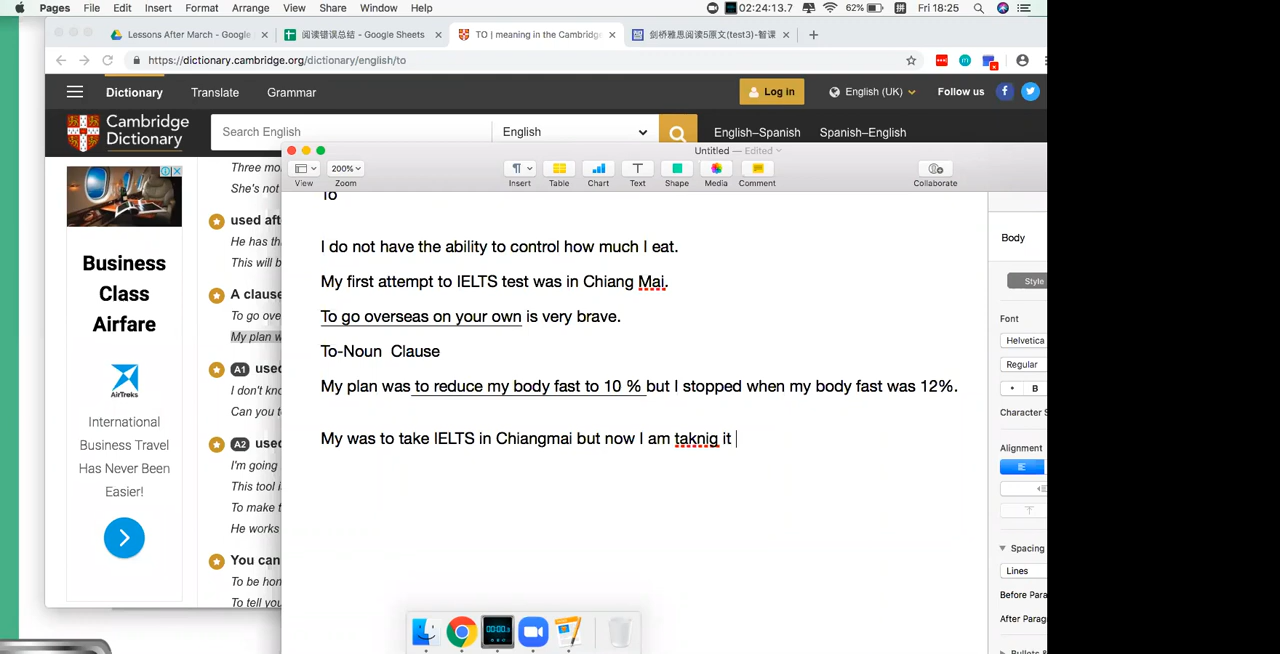 Pages File Edit Insert Format Arrange View Share Window Help 02:24:13.7 62% 拼 Fri 18:25
Lessons After March - Google 阅读错误总结 - Google Sheets TO | meaning in the Cambridge 剑桥雅思阅读5原文(test3)-智课
https://dictionary.cambridge.org/dictionary/english/to
Dictionary Translate Grammar Log in English (UK) Follow us
Cambridge Dictionary Search English English English–Spanish Spanish–English
Untitled — Edited
200%
View Zoom Insert Table Chart Text Shape Media Comment Collaborate
Three mo
She's not
used aft
He has th
This will b
A clause
To go ove
My plan w
A1 used
I don't kno
Can you t
A2 used
I'm going
This tool i
To make t
He works
You can
To be hon
To tell you
Business
Class
Airfare
AirTreks
International
Business Travel
Has Never Been
Easier!
To
I do not have the ability to control how much I eat.
My first attempt to IELTS test was in Chiang Mai.
To go overseas on your own is very brave.
To-Noun Clause
My plan was to reduce my body fast to 10 % but I stopped when my body fast was 12%.
My was to take IELTS in Chiangmai but now I am taknig it
Body
Style
Font
Helvetica
Regular
B
Character S
Alignment
Spacing
Lines
Before Para
After Parag
Bullets &